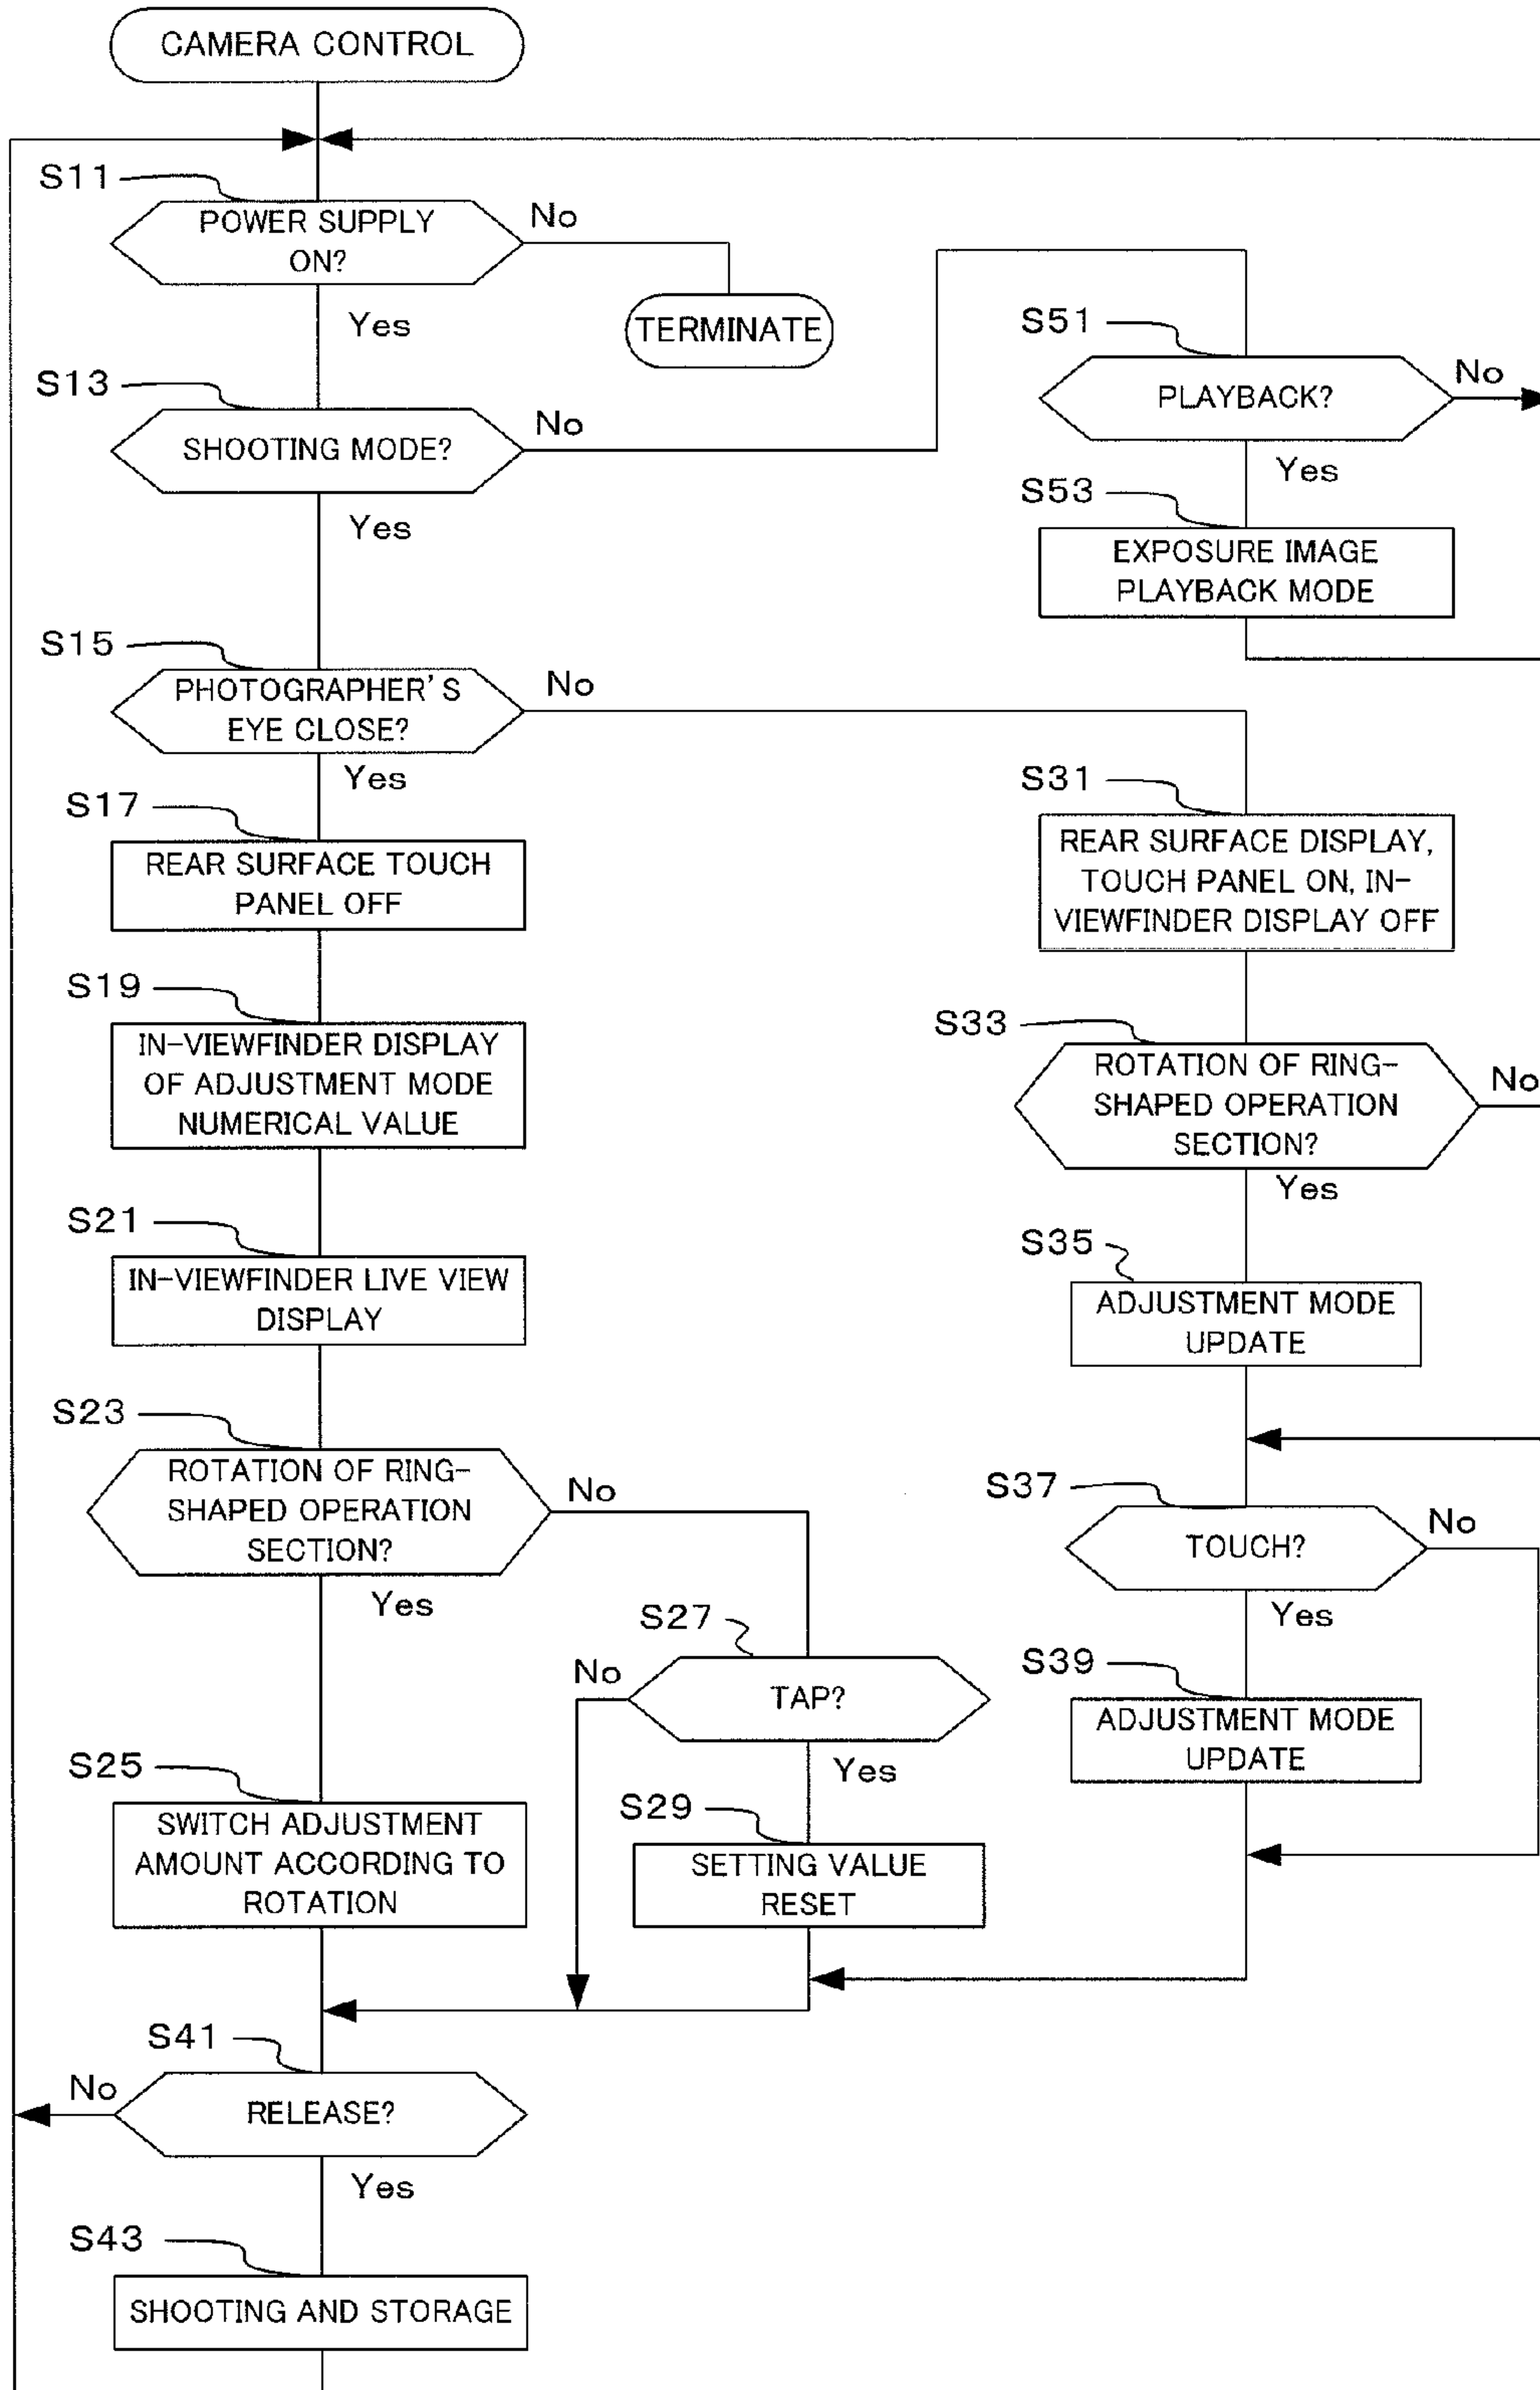 CAMERA CONTROL
S11
POWER SUPPLY
ON?
No
Yes
TERMINATE
S13
SHOOTING MODE?
No
Yes
S51
PLAYBACK?
No
Yes
S53
EXPOSURE IMAGE
PLAYBACK MODE
S15
PHOTOGRAPHER'S
EYE CLOSE?
No
Yes
S17
REAR SURFACE TOUCH
PANEL OFF
S19
IN-VIEWFINDER DISPLAY
OF ADJUSTMENT MODE
NUMERICAL VALUE
S21
IN-VIEWFINDER LIVE VIEW
DISPLAY
S23
ROTATION OF RING-
SHAPED OPERATION
SECTION?
No
Yes
S25
SWITCH ADJUSTMENT
AMOUNT ACCORDING TO
ROTATION
S27
TAP?
No
Yes
S29
SETTING VALUE
RESET
S31
REAR SURFACE DISPLAY,
TOUCH PANEL ON, IN-
VIEWFINDER DISPLAY OFF
S33
ROTATION OF RING-
SHAPED OPERATION
SECTION?
No
Yes
S35
ADJUSTMENT MODE
UPDATE
S37
TOUCH?
No
Yes
S39
ADJUSTMENT MODE
UPDATE
S41
RELEASE?
No
Yes
S43
SHOOTING AND STORAGE